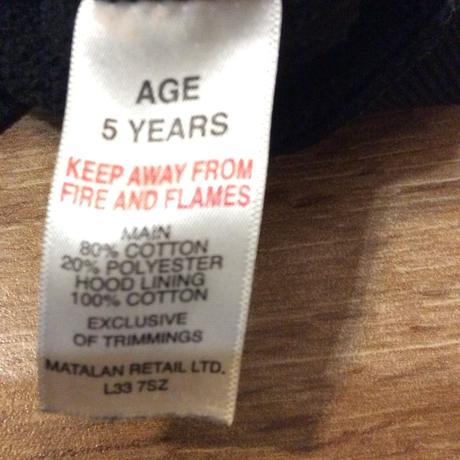 AGE
5 YEARS
KEEP AWAY FROM
FIRE AND FLAMES
MAIN
80% COTTON
20% POLYESTER
HOOD LINING
100% COTTON
EXCLUSIVE
OF TRIMMINGS
MATALAN RETAIL LTD.
L33 7SZ